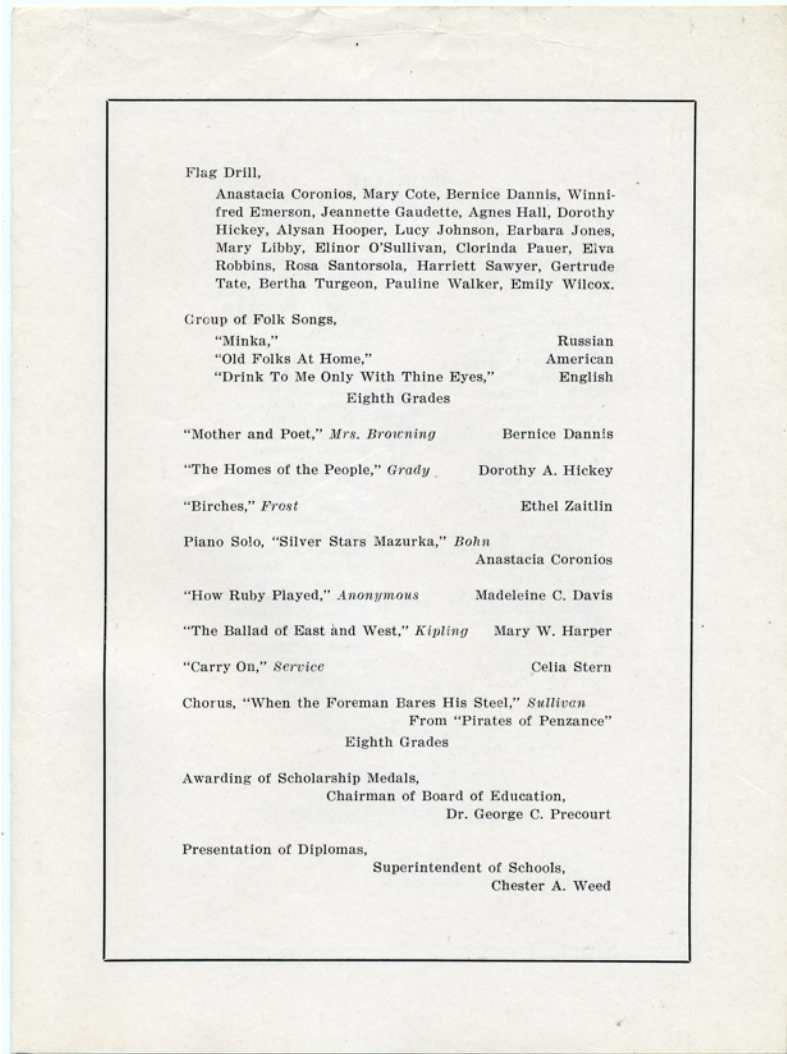 Flag Drill,
Anastacia Coronios, Mary Cote, Bernice Dannis, Winni-
fred Emerson, Jeannette Gaudette, Agnes Hall, Dorothy
Hickey, Alysan Hooper, Lucy Johnson, Barbara Jones,
Mary Libby, Elinor O'Sullivan, Clorinda Pauer, Elva
Robbins, Rosa Santorsola, Harriett Sawyer, Gertrude
Tate, Bertha Turgeon, Pauline Walker, Emily Wilcox.
Group of Folk Songs,
"Minka," Russian
"Old Folks At Home," American
"Drink To Me Only With Thine Eyes," English
Eighth Grades
"Mother and Poet," Mrs. Browning Bernice Dannis
"The Homes of the People," Grady Dorothy A. Hickey
"Birches," Frost Ethel Zaitlin
Piano Solo, "Silver Stars Mazurka," Bohn
Anastacia Coronios
"How Ruby Played," Anonymous Madeleine C. Davis
"The Ballad of East and West," Kipling Mary W. Harper
"Carry On," Service Celia Stern
Chorus, "When the Foreman Bares His Steel," Sullivan
From "Pirates of Penzance"
Eighth Grades
Awarding of Scholarship Medals,
Chairman of Board of Education,
Dr. George C. Precourt
Presentation of Diplomas,
Superintendent of Schools,
Chester A. Weed